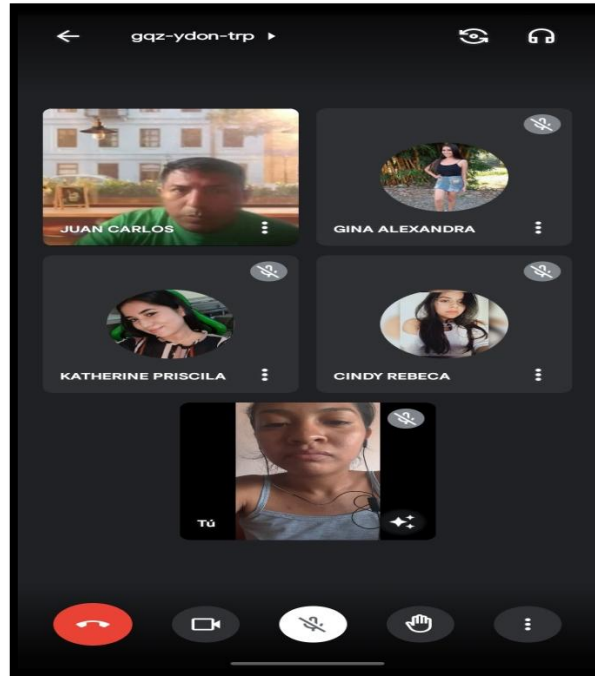 gqz-ydon-trp
JUAN CARLOS
GINA ALEXANDRA
KATHERINE PRISCILA
CINDY REBECA
Tú